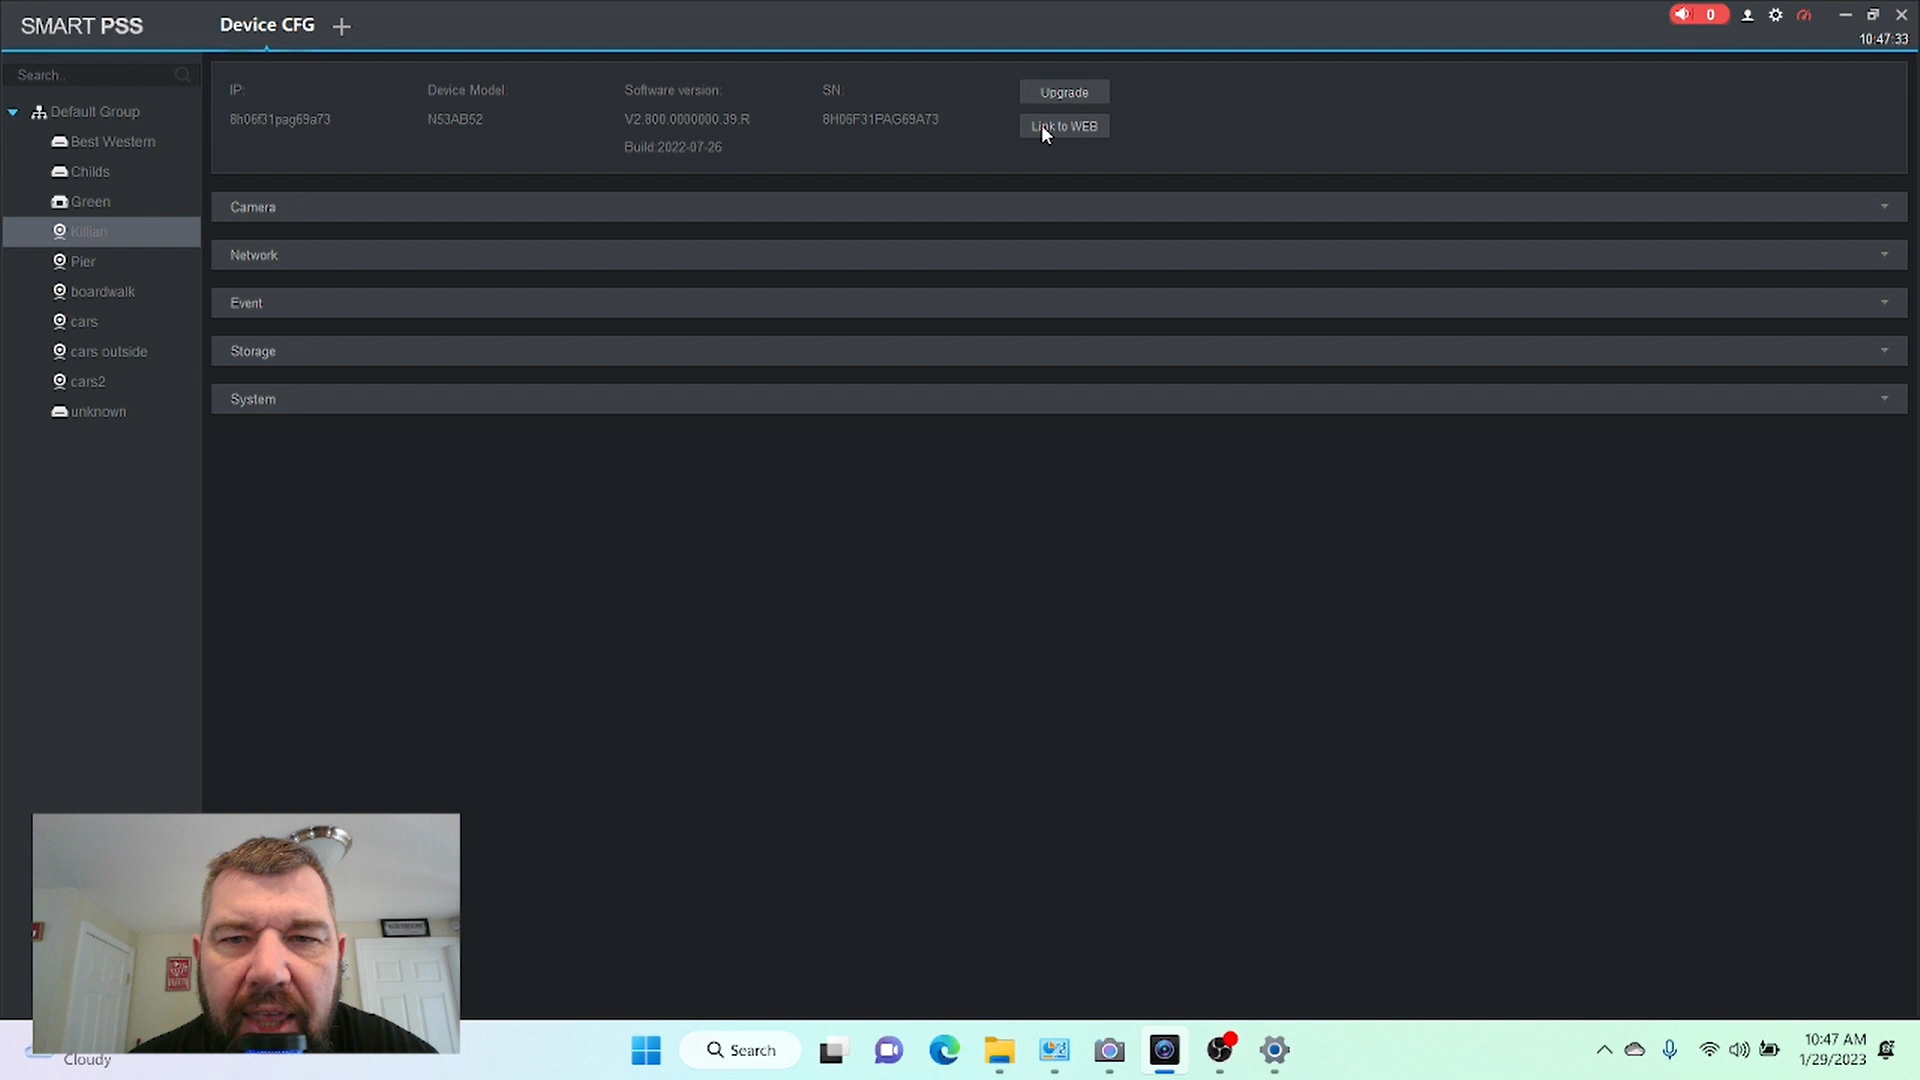 SMART PSS
Device CFG
0
10:47:33
Search..
Default Group
Best Western
Childs
Green
Killian
Pier
boardwalk
cars
cars outside
cars2
unknown
IP: Device Model: Software version: SN:
8h06f31pag69a73 N53AB52 V2.800.0000000.39.R 8H06F31PAG69A73
Build:2022-07-26
Upgrade
Link to WEB
Camera
Network
Event
Storage
System
Cloudy
Search
10:47 AM
1/29/2023